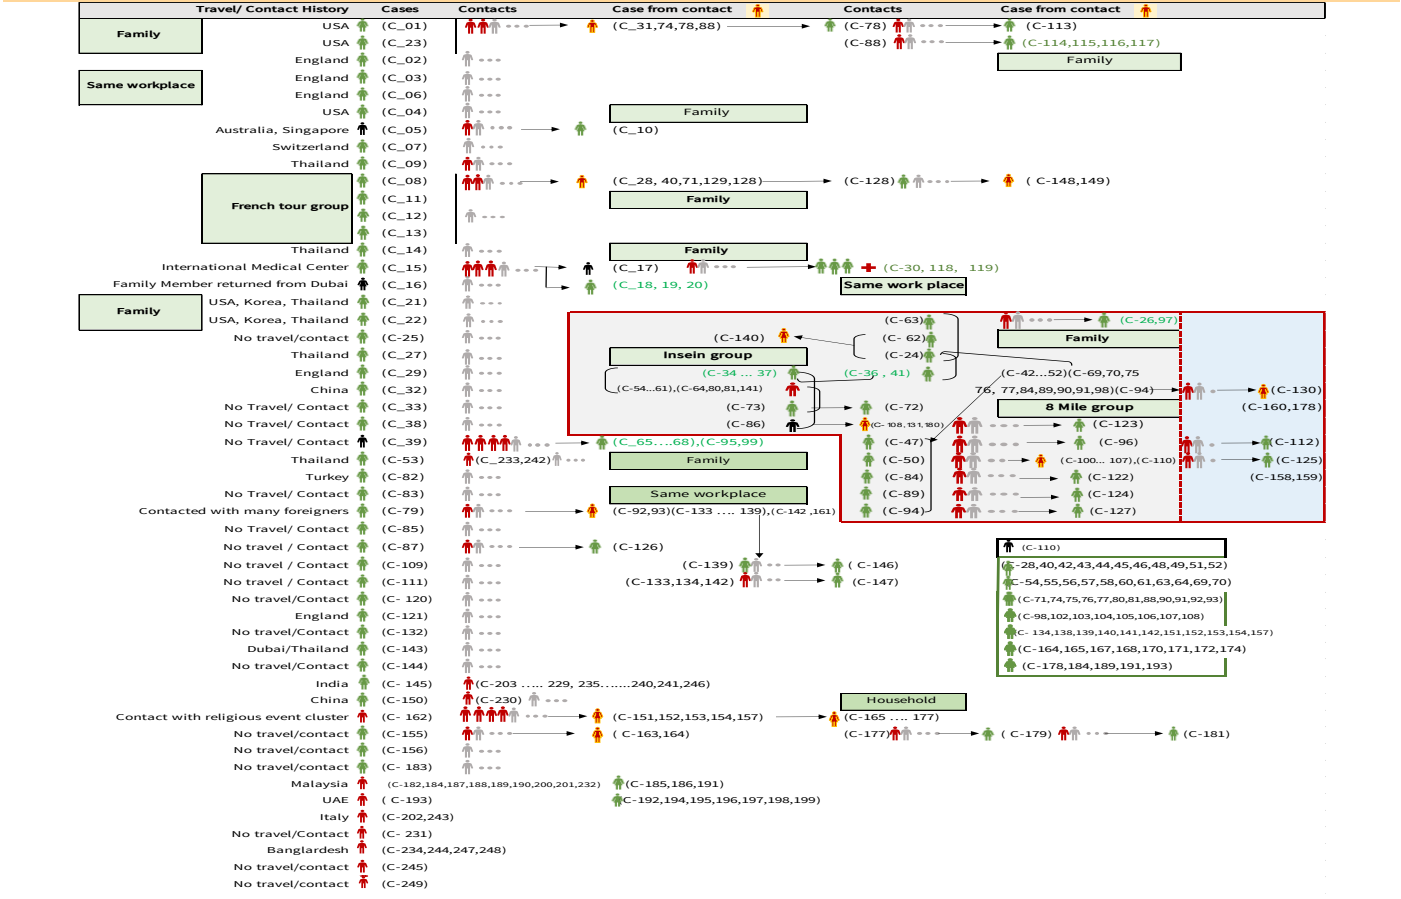 Travel/ Contact History Cases Contacts Case from contact Contacts Case from contact
Family
USA (C_01) (C_31,74,78,88) (C-78) (C-113)
USA (C_23) (C-88) (C-114,115,116,117)
England (C_02) Family
England (C_03)
Same workplace
England (C_06)
USA (C_04) Family
Australia, Singapore (C_05) (C_10)
Switzerland (C_07)
Thailand (C_09)
(C_08) (C_28, 40,71,129,128) (C-128) ( C-148,149)
(C_11) Family
French tour group
(C_12)
(C_13)
Thailand (C_14) Family
International Medical Center (C_15) (C_17) (C-30, 118, 119)
Family Member returned from Dubai (C_16) (C_18, 19, 20) Same work place
Family
USA, Korea, Thailand (C_21)
USA, Korea, Thailand (C_22) (C-63) (C-26,97)
No travel/contact (C-25) (C-140) (C- 62) Family
Thailand (C_27) Insein group (C-24)
England (C_29) (C-34 ... 37) (C-36 , 41) (C-42...52)(C-69,70,75
China (C_32) (C-54...61),(C-64,80,81,141) 76, 77,84,89,90,91,98)(C-94) (C-130)
No Travel/ Contact (C_33) (C-73) (C-72) 8 Mile group (C-160,178)
No Travel/ Contact (C_38) (C-86) (C- 108,131,180) (C-123)
No Travel/ Contact (C_39) (C_65....68),(C-95,99) (C-47) (C-96) (C-112)
Thailand (C-53) (C_233,242) Family (C-50) (C-100... 107),(C-110) (C-125)
Turkey (C-82) (C-84) (C-122) (C-158,159)
No Travel/ Contact (C-83) Same workplace (C-89) (C-124)
Contacted with many foreigners (C-79) (C-92,93)(C-133 .... 139),(C-142 ,161) (C-94) (C-127)
No Travel/ Contact (C-85)
No travel / Contact (C-87) (C-126) (C-110)
No travel / Contact (C-109) (C-139) ( C-146) (C-28,40,42,43,44,45,46,48,49,51,52)
No travel / Contact (C-111) (C-133,134,142) (C-147) C-54,55,56,57,58,60,61,63,64,69,70)
No travel/Contact (C- 120) (C-71,74,75,76,77,80,81,88,90,91,92,93)
England (C-121) (C-98,102,103,104,105,106,107,108)
No travel/Contact (C-132) (C- 134,138,139,140,141,142,151,152,153,154,157)
Dubai/Thailand (C-143) (C-164,165,167,168,170,171,172,174)
No travel/Contact (C-144) (C-178,184,189,191,193)
India (C- 145) (C-203 ..... 229, 235.......240,241,246)
China (C-150) (C-230) Household
Contact with religious event cluster (C- 162) (C-151,152,153,154,157) (C-165 .... 177)
No travel/contact (C-155) ( C-163,164) (C-177) ( C-179) (C-181)
No travel/contact (C-156)
No travel/contact (C- 183)
Malaysia (C-182,184,187,188,189,190,200,201,232) (C-185,186,191)
UAE ( C-193) C-192,194,195,196,197,198,199)
Italy (C-202,243)
No travel/Contact (C- 231)
Bangladesh (C-234,244,247,248)
No travel/contact (C-245)
No travel/contact (C-249)